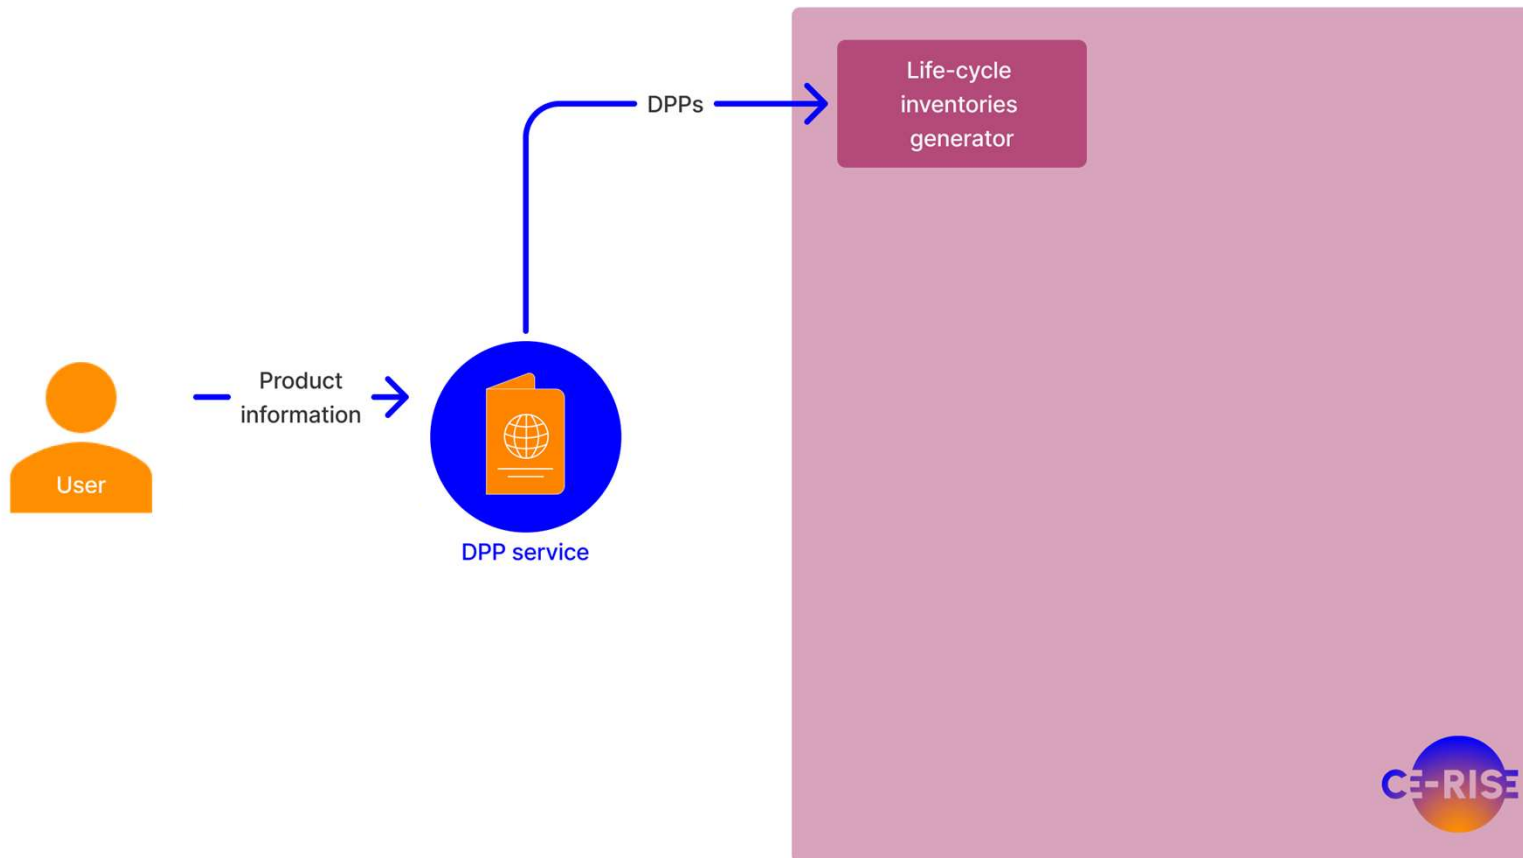 Life-cycle
inventories
generator
DPPs
Product
information
User
DPP service
CE-RISE